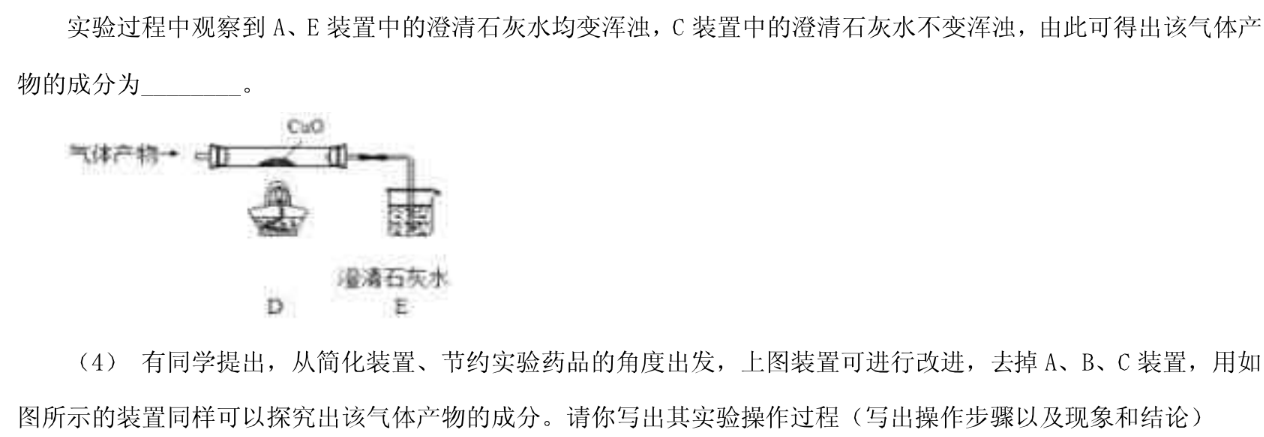 实验过程中观察到 A、E 装置中的澄清石灰水均变浑浊，C 装置中的澄清石灰水不变浑浊，由此可得出该气体产
物的成分为________。
CuO
气体产物→
澄清石灰水
D E
（4） 有同学提出，从简化装置、节约实验药品的角度出发，上图装置可进行改进，去掉 A、B、C 装置，用如
图所示的装置同样可以探究出该气体产物的成分。请你写出其实验操作过程（写出操作步骤以及现象和结论）